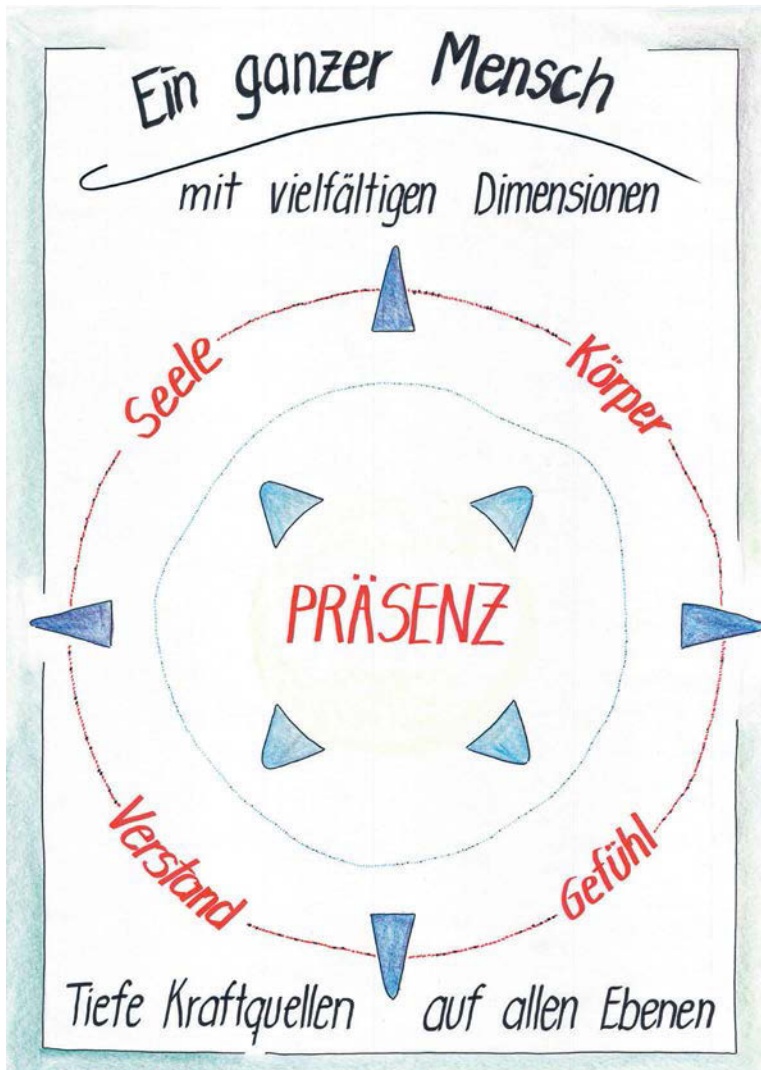 Ein ganzer Mensch
mit vielfältigen Dimensionen
Seele
Körper
PRÄSENZ
Verstand
Gefühl
Tiefe Kraftquellen auf allen Ebenen